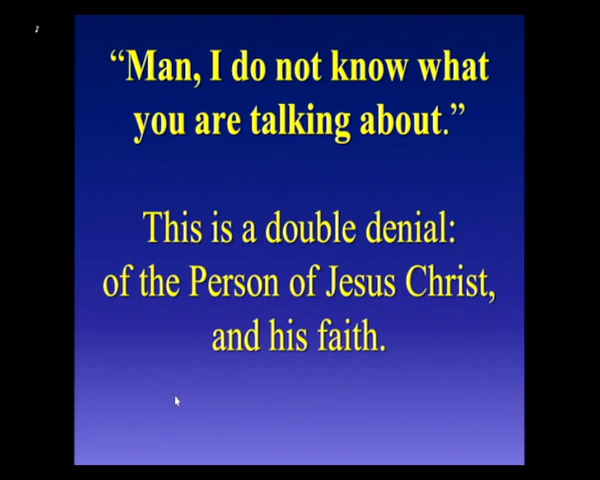 “Man, I do not know what
you are talking about.”
This is a double denial:
of the Person of Jesus Christ,
and his faith.